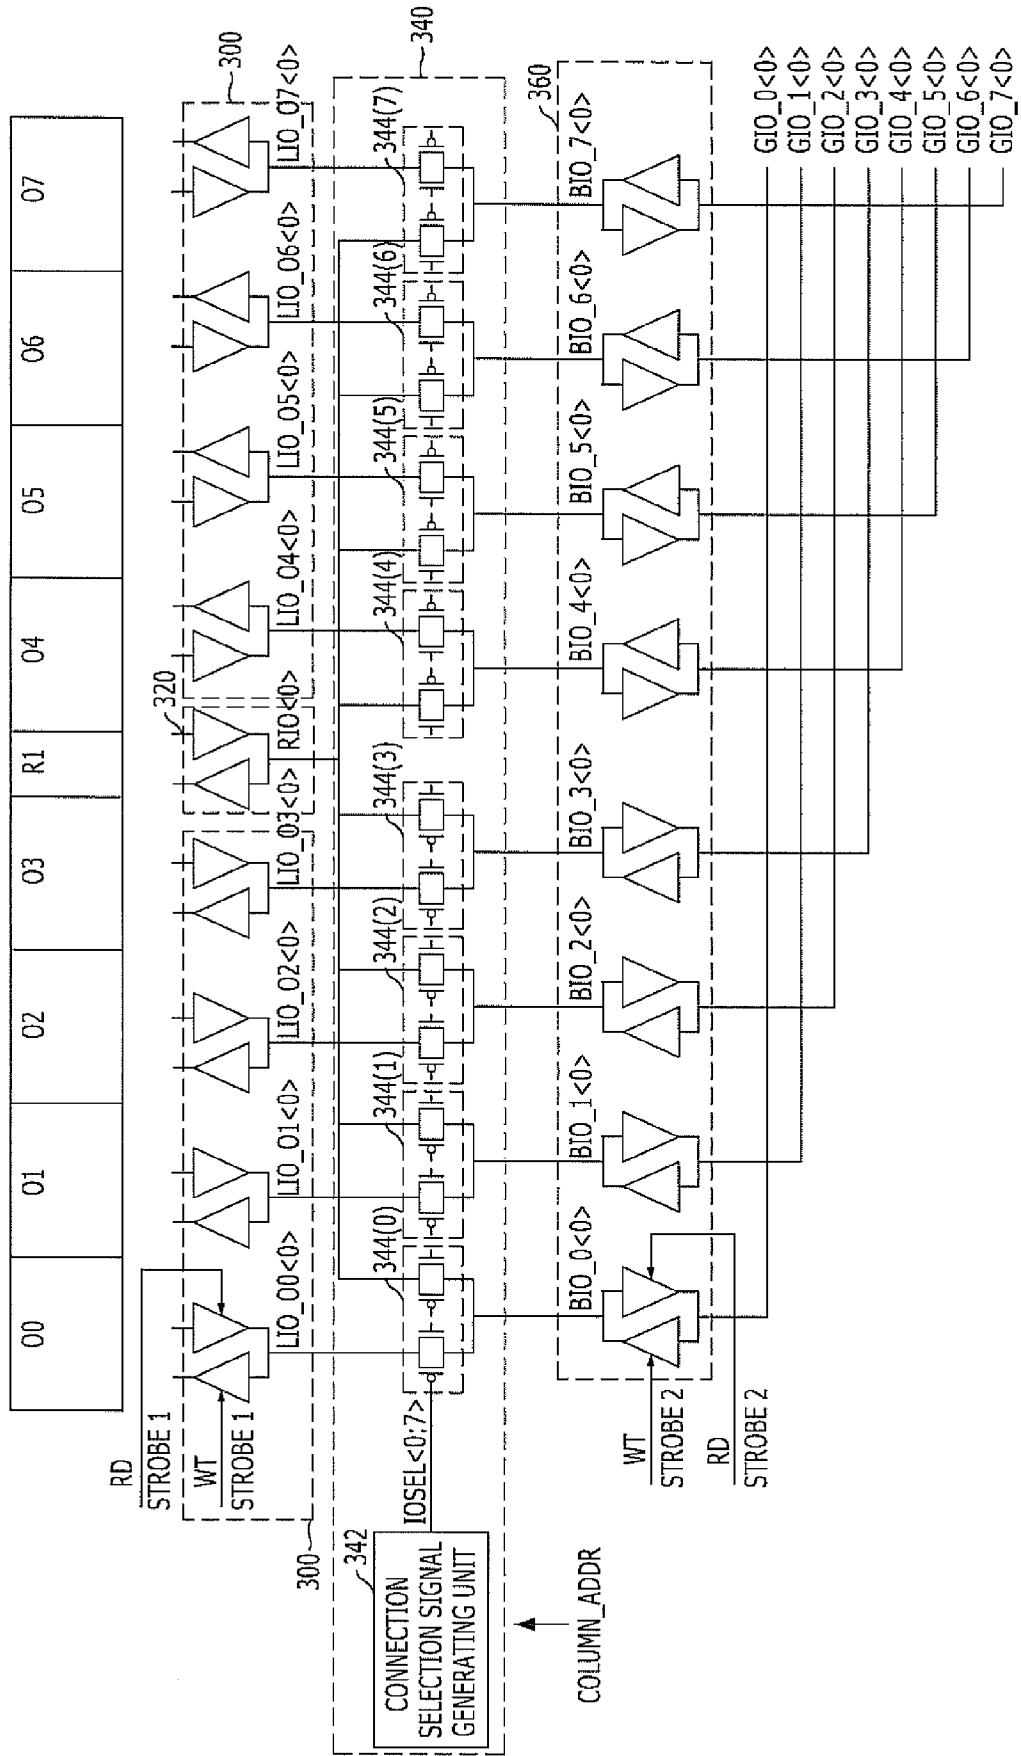 O0
O1
O2
O3
R1
O4
O5
O6
O7
RD
STROBE 1
WT
STROBE 1
300
320
300
LIO_O0<0>
LIO_O1<0>
LIO_O2<0>
LIO_O3<0>
RIO<0>
LIO_O4<0>
LIO_O5<0>
LIO_O6<0>
LIO_O7<0>
340
342
CONNECTION
SELECTION SIGNAL
GENERATING UNIT
IOSEL<0:7>
344(0)
344(1)
344(2)
344(3)
344(4)
344(5)
344(6)
344(7)
COLUMN_ADDR
360
BIO_0<0>
BIO_1<0>
BIO_2<0>
BIO_3<0>
BIO_4<0>
BIO_5<0>
BIO_6<0>
BIO_7<0>
WT
STROBE 2
RD
STROBE 2
GIO_0<0>
GIO_1<0>
GIO_2<0>
GIO_3<0>
GIO_4<0>
GIO_5<0>
GIO_6<0>
GIO_7<0>